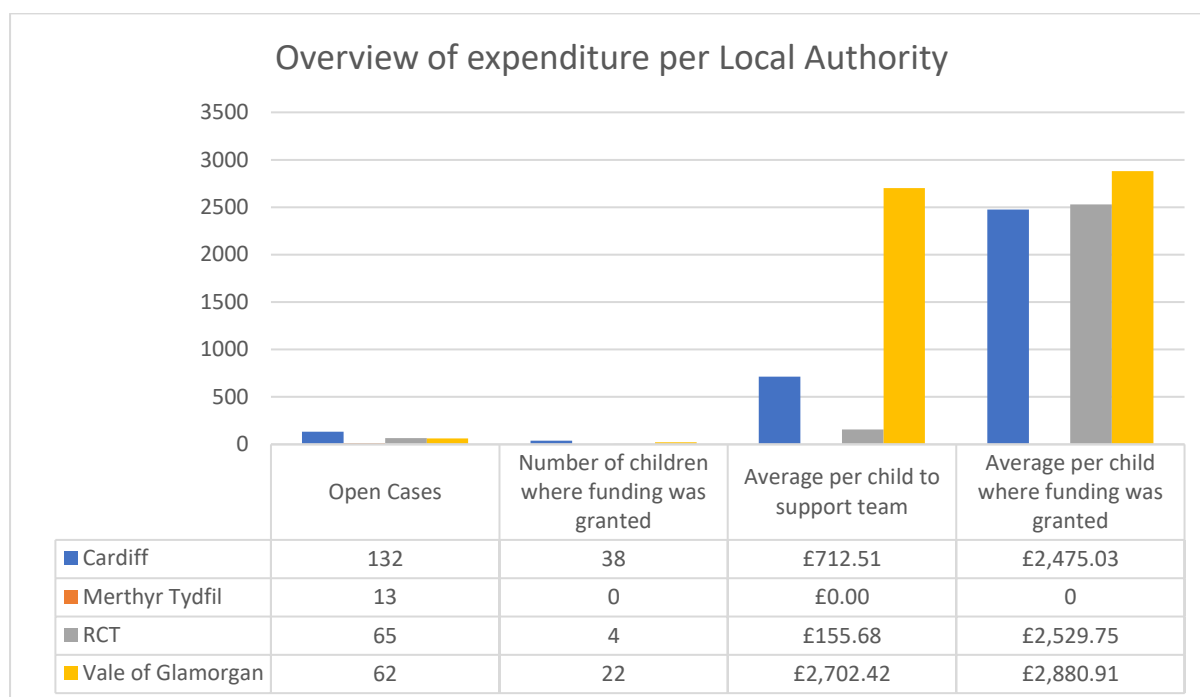 Overview of expenditure per Local Authority
3500
3000
2500
2000
1500
1000
500
0
Open Cases
Number of children
where funding was
granted
Average per child to
support team
Average per child
where funding was
granted
Cardiff 132 38 £712.51 £2,475.03
Merthyr Tydfil 13 0 £0.00 0
RCT 65 4 £155.68 £2,529.75
Vale of Glamorgan 62 22 £2,702.42 £2,880.91